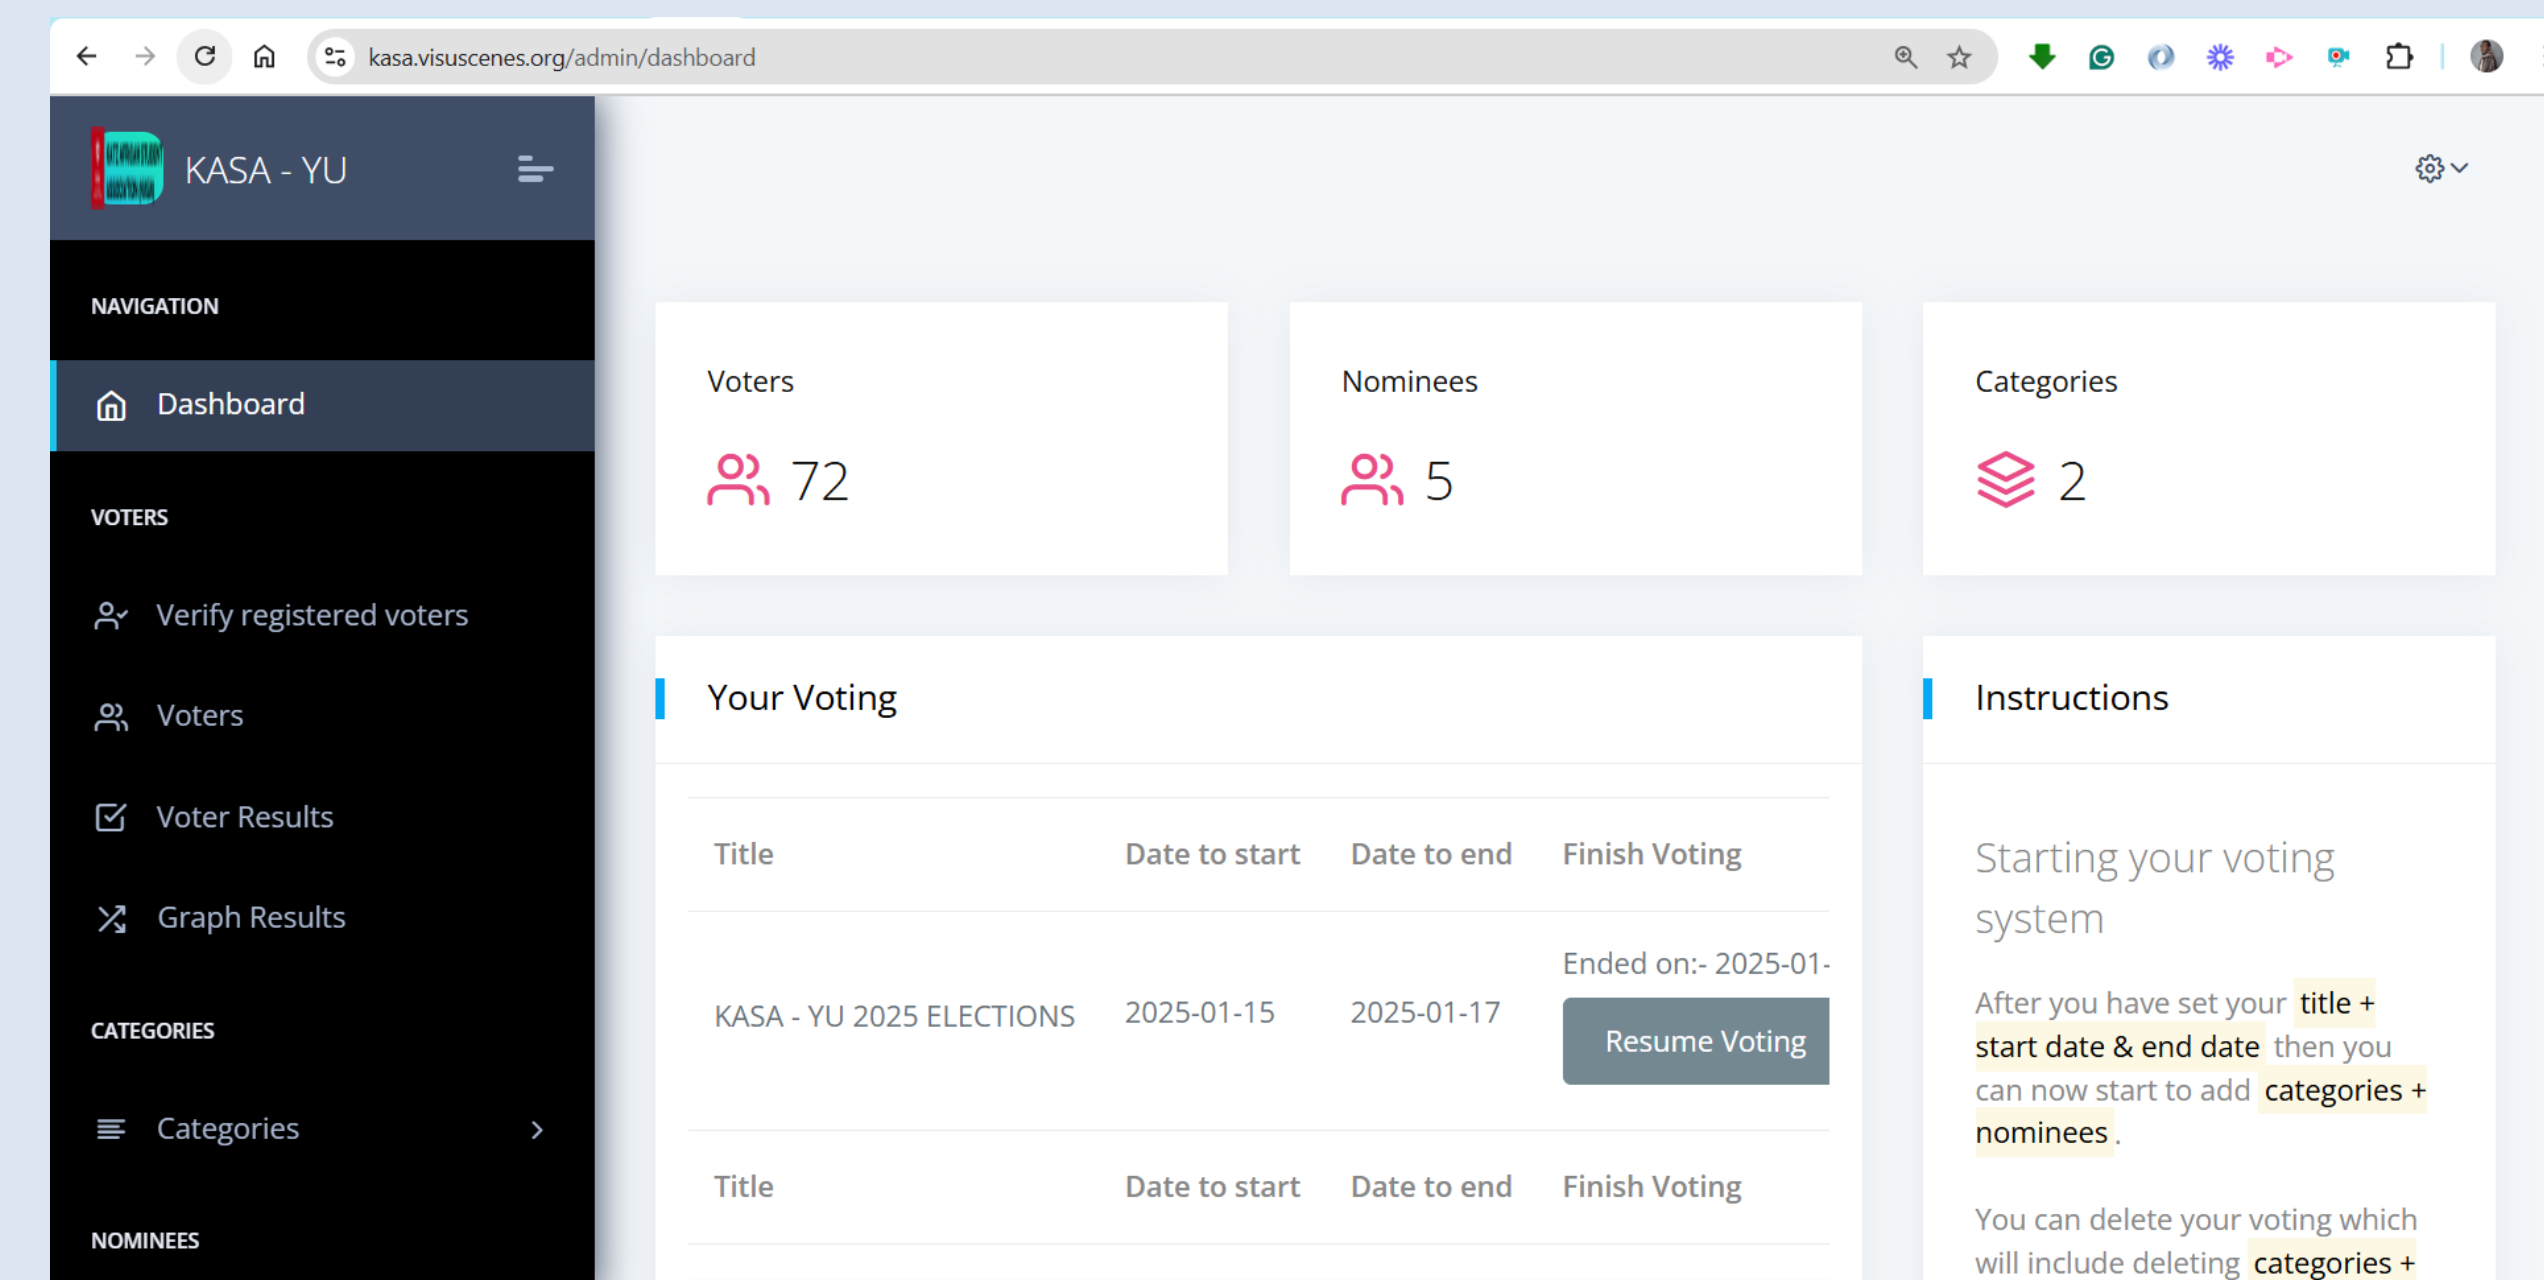 kasa.visuscenes.org/admin/dashboard
KASA - YU
NAVIGATION
Dashboard
VOTERS
Verify registered voters
Voters
Voter Results
Graph Results
CATEGORIES
Categories
NOMINEES
Voters
72
Nominees
5
Categories
2
Your Voting
Title Date to start Date to end Finish Voting
KASA - YU 2025 ELECTIONS 2025-01-15 2025-01-17 Ended on:- 2025-01-
Resume Voting
Title Date to start Date to end Finish Voting
Instructions
Starting your voting
system
After you have set your title +
start date & end date then you
can now start to add categories +
nominees .
You can delete your voting which
will include deleting categories +